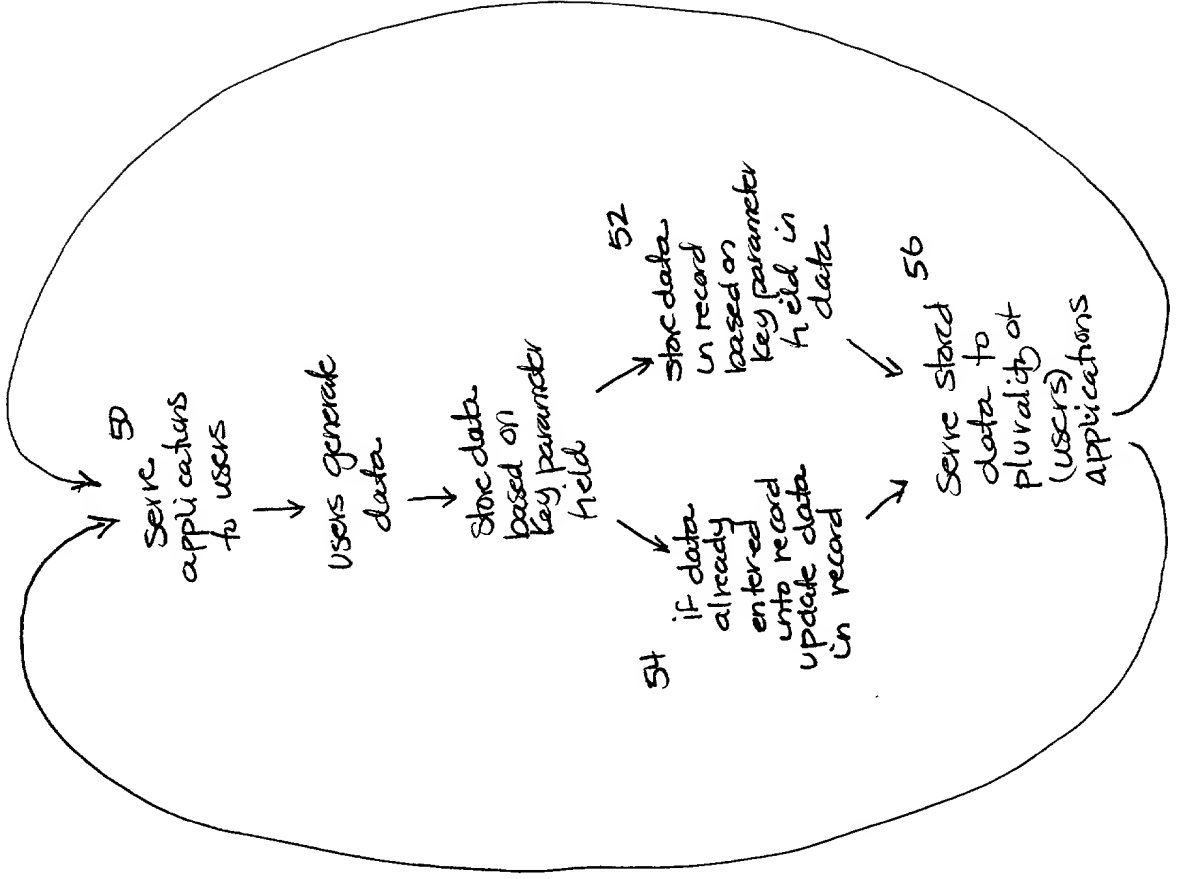 Serve 50
applications
to users
users generate
data
store data
based on
key parameter
field
54
if data
already
entered
into record
update data
in record
52
store data
in record
based on
key parameter
field in
data
Serve stored 56
data to
plurality of
(users)
applications